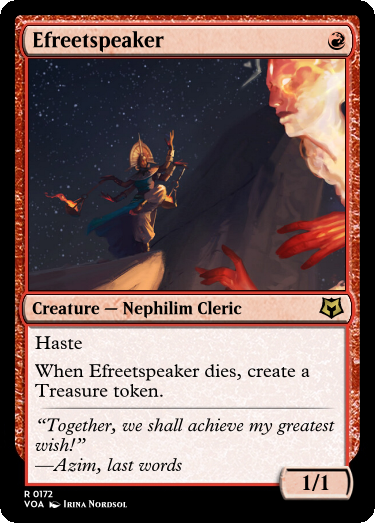 Efreetspeaker
Creature — Nephilim Cleric
Haste
When Efreetspeaker dies, create a
Treasure token.
“Together, we shall achieve my greatest
wish!”
—Azim, last words
1/1
R 0172
VOA Irina Nordsol